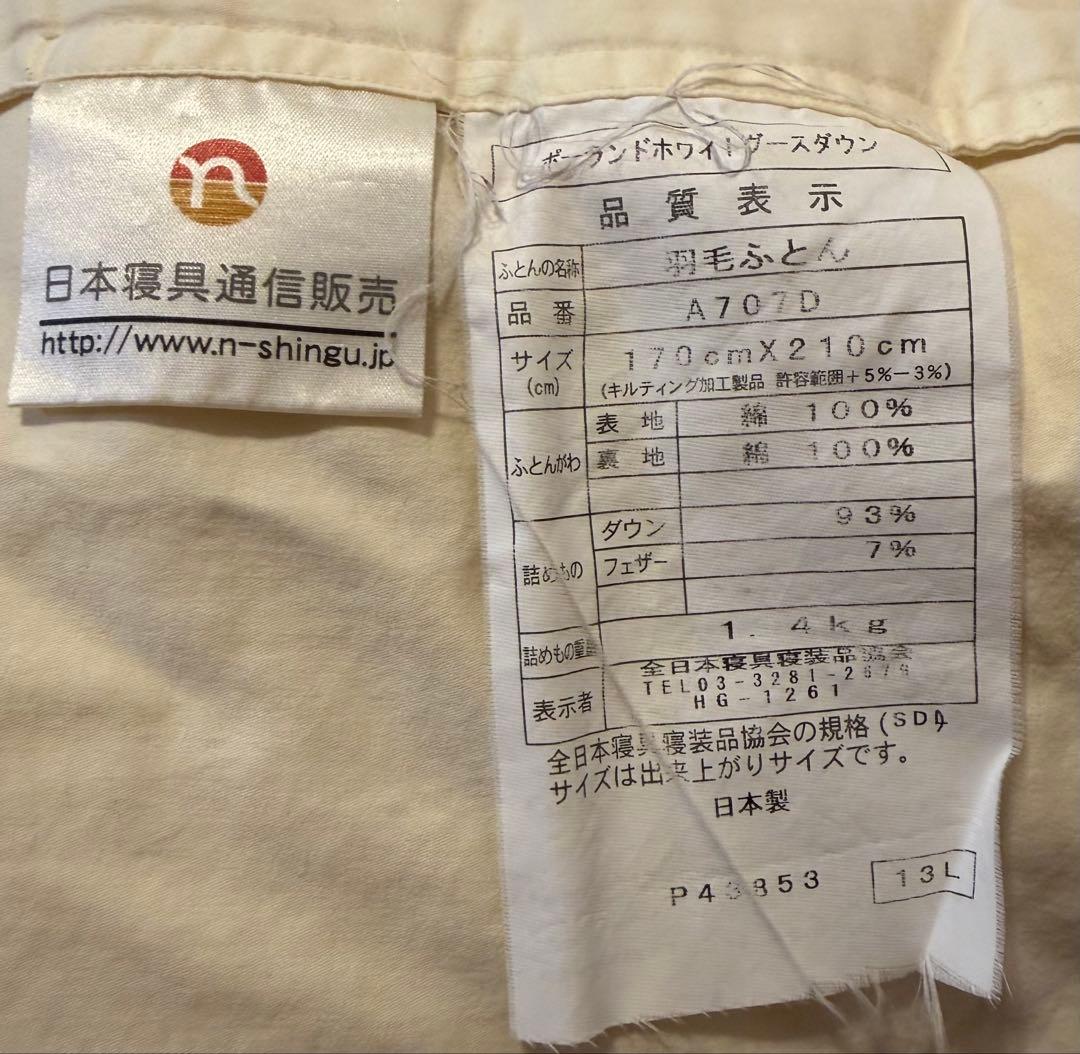 n
日本寝具通信販売
http://www.n-shingu.jp
ポーランドホワイトグースダウン
品質表示
ふとんの名称 羽毛ふとん
品番 A707D
サイズ(cm) 170cmX210cm
(キルティング加工製品 許容範囲+5%-3%)
ふとんがわ 表地 綿 100%
裏地 綿 100%
詰めもの ダウン 93%
フェザー 7%
詰めもの重量 1.4kg
表示者 全日本寝具寝装品協会
TEL03-3281-
HG-1261
全日本寝具寝装品協会の規格(SDI)
サイズは出来上がりサイズです。
日本製
P43853 13L